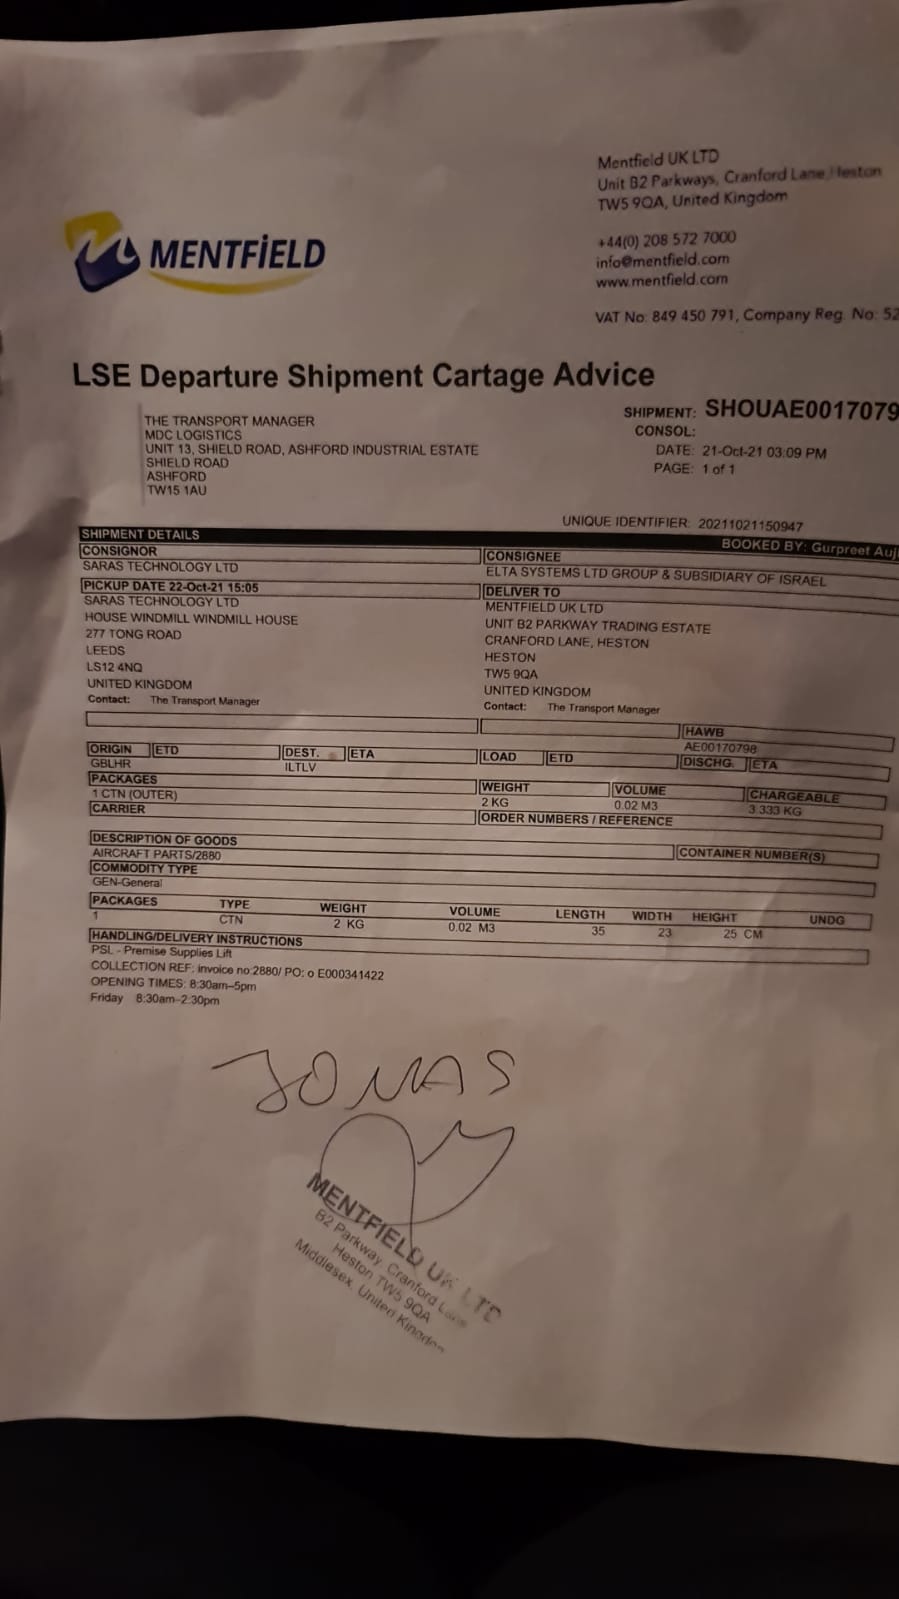 Mentfield UK LTD
Unit B2 Parkways, Cranford Lane, Heston
TW5 9QA, United Kingdom
+44(0) 208 572 7000
info@mentfield.com
www.mentfield.com
VAT No: 849 450 791, Company Reg. No: 52
MENTFiELD
LSE Departure Shipment Cartage Advice
THE TRANSPORT MANAGER
MDC LOGISTICS
UNIT 13, SHIELD ROAD, ASHFORD INDUSTRIAL ESTATE
SHIELD ROAD
ASHFORD
TW15 1AU
SHIPMENT: SHOUAE0017079
CONSOL:
DATE: 21-Oct-21 03:09 PM
PAGE: 1 of 1
UNIQUE IDENTIFIER: 20211021150947
SHIPMENT DETAILS
BOOKED BY: Gurpreet Auj
CONSIGNOR
SARAS TECHNOLOGY LTD
CONSIGNEE
ELTA SYSTEMS LTD GROUP & SUBSIDIARY OF ISRAEL
PICKUP DATE 22-Oct-21 15:05
SARAS TECHNOLOGY LTD
HOUSE WINDMILL WINDMILL HOUSE
277 TONG ROAD
LEEDS
LS12 4NQ
UNITED KINGDOM
Contact: The Transport Manager
DELIVER TO
MENTFIELD UK LTD
UNIT B2 PARKWAY TRADING ESTATE
CRANFORD LANE, HESTON
HESTON
TW5 9QA
UNITED KINGDOM
Contact: The Transport Manager
HAWB
AE00170798
ORIGIN ETD DEST. ETA LOAD ETD DISCHG. ETA
GBLHR ILTLV
PACKAGES WEIGHT VOLUME CHARGEABLE
1 CTN (OUTER) 2 KG 0.02 M3 3.333 KG
CARRIER ORDER NUMBERS / REFERENCE
DESCRIPTION OF GOODS CONTAINER NUMBER(S)
AIRCRAFT PARTS/2880
COMMODITY TYPE
GEN-General
PACKAGES TYPE WEIGHT VOLUME LENGTH WIDTH HEIGHT UNDG
1 CTN 2 KG 0.02 M3 35 23 25 CM
HANDLING/DELIVERY INSTRUCTIONS
PSL - Premise Supplies Lift
COLLECTION REF: invoice no:2880/ PO: o E000341422
OPENING TIMES: 8:30am-5pm
Friday 8:30am-2:30pm
JONAS
MENTFIELD UK LTD
B2 Parkway, Cranford Lane
Heston TW5 9QA
Middlesex, United Kingdom